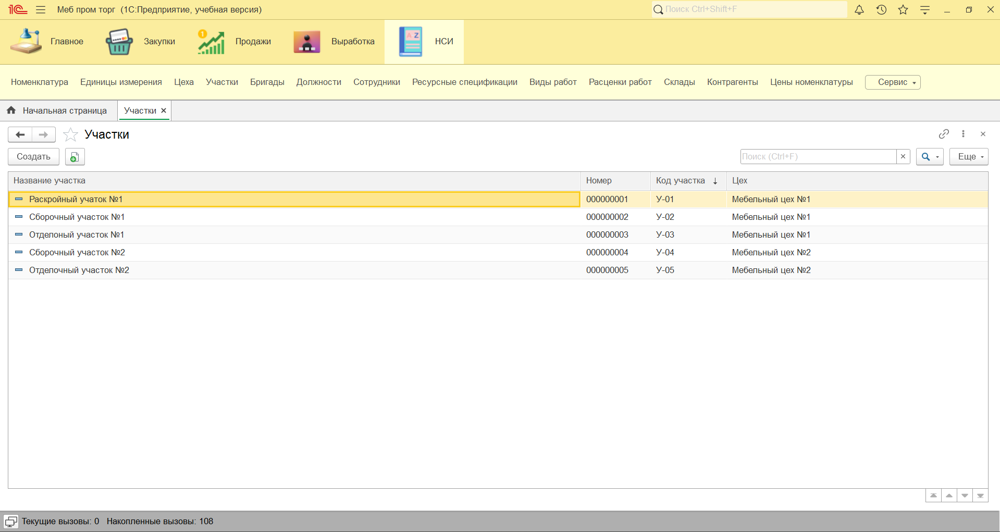 1С Меб пром торг (1С:Предприятие, учебная версия) Поиск Ctrl+Shift+F
Главное Закупки 1 Продажи Выработка A Z НСИ
Номенклатура Единицы измерения Цеха Участки Бригады Должности Сотрудники Ресурсные спецификации Виды работ Расценки работ Склады Контрагенты Цены номенклатуры Сервис
Начальная страница Участки
Участки
Создать Поиск (Ctrl+F) Еще
Название участка Номер Код участка ↓ Цех
Раскройный учаток №1 000000001 У-01 Мебельный цех №1
Сборочный участок №1 000000002 У-02 Мебельный цех №1
Отделоный участок №1 000000003 У-03 Мебельный цех №1
Сборочный участок №2 000000004 У-04 Мебельный цех №2
Отделочный участок №2 000000005 У-05 Мебельный цех №2
Текущие вызовы: 0 Накопленные вызовы: 108